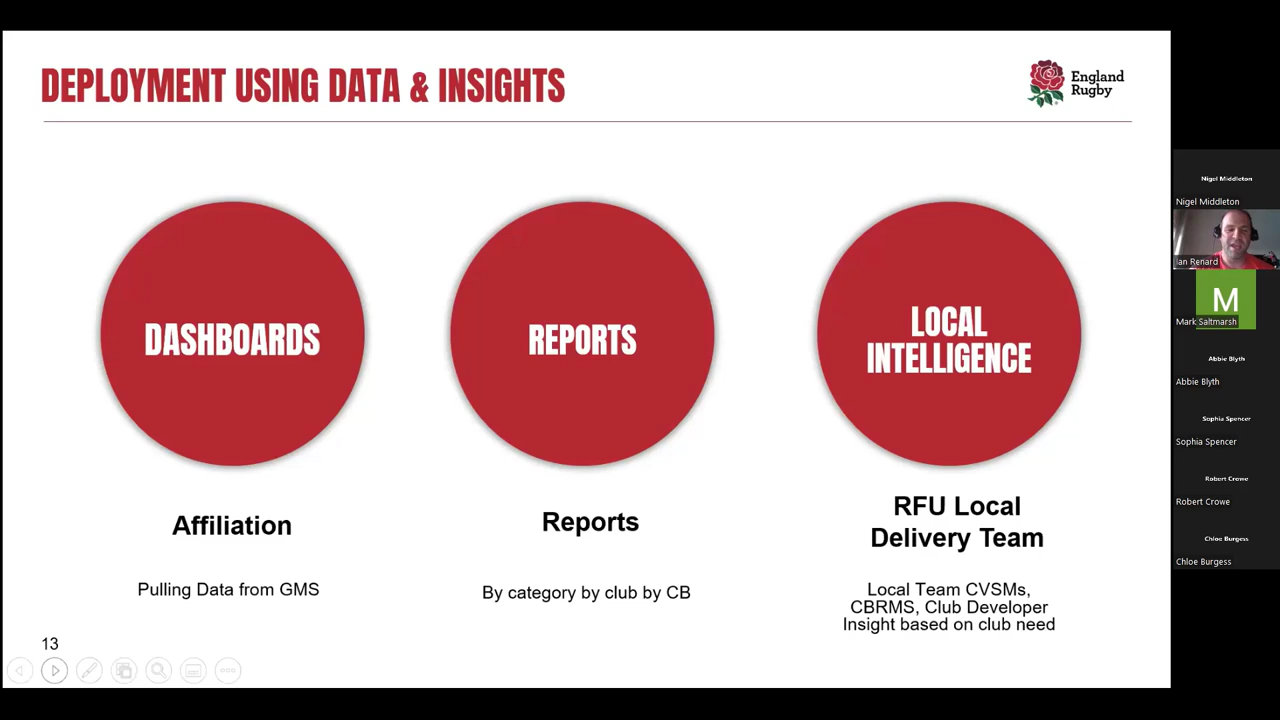 DEPLOYMENT USING DATA & INSIGHTS
England
Rugby
DASHBOARDS
REPORTS
LOCAL
INTELLIGENCE
Affiliation
Reports
RFU Local
Delivery Team
Pulling Data from GMS
By category by club by CB
Local Team CVSMs,
CBRMS, Club Developer
Insight based on club need
13
Nigel Middleton
Nigel Middleton
Ian Renard
M
Mark Saltmarsh
Abbie Blyth
Abbie Blyth
Sophia Spencer
Sophia Spencer
Robert Crowe
Robert Crowe
Chloe Burgess
Chloe Burgess